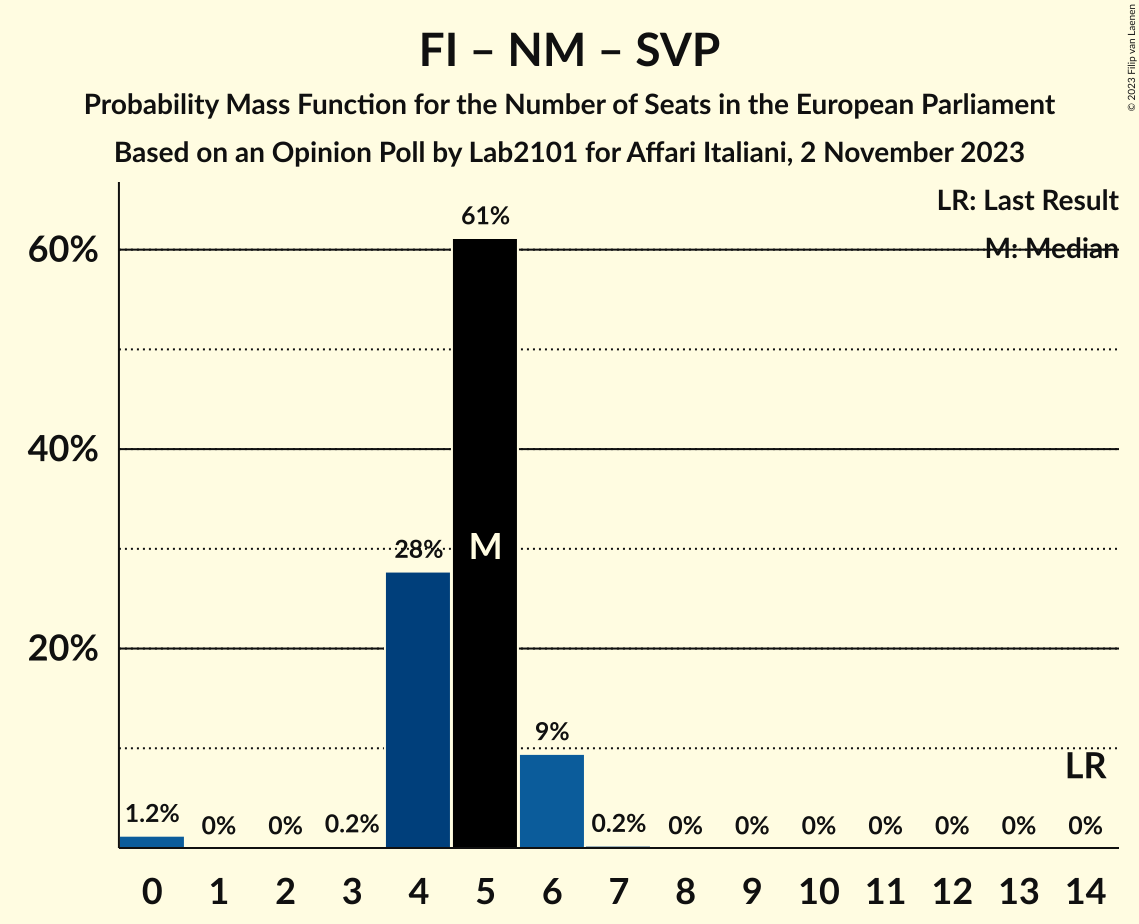 FI – NM – SVP
Probability Mass Function for the Number of Seats in the European Parliament
Based on an Opinion Poll by Lab2101 for Affari Italiani, 2 November 2023
© 2023 Filip van Laenen
LR: Last Result
M: Median
60%
40%
20%
1.2%
0%
0%
0.2%
28%
61%
M
9%
0.2%
0%
0%
0%
0%
0%
0%
0%
LR
0 1 2 3 4 5 6 7 8 9 10 11 12 13 14